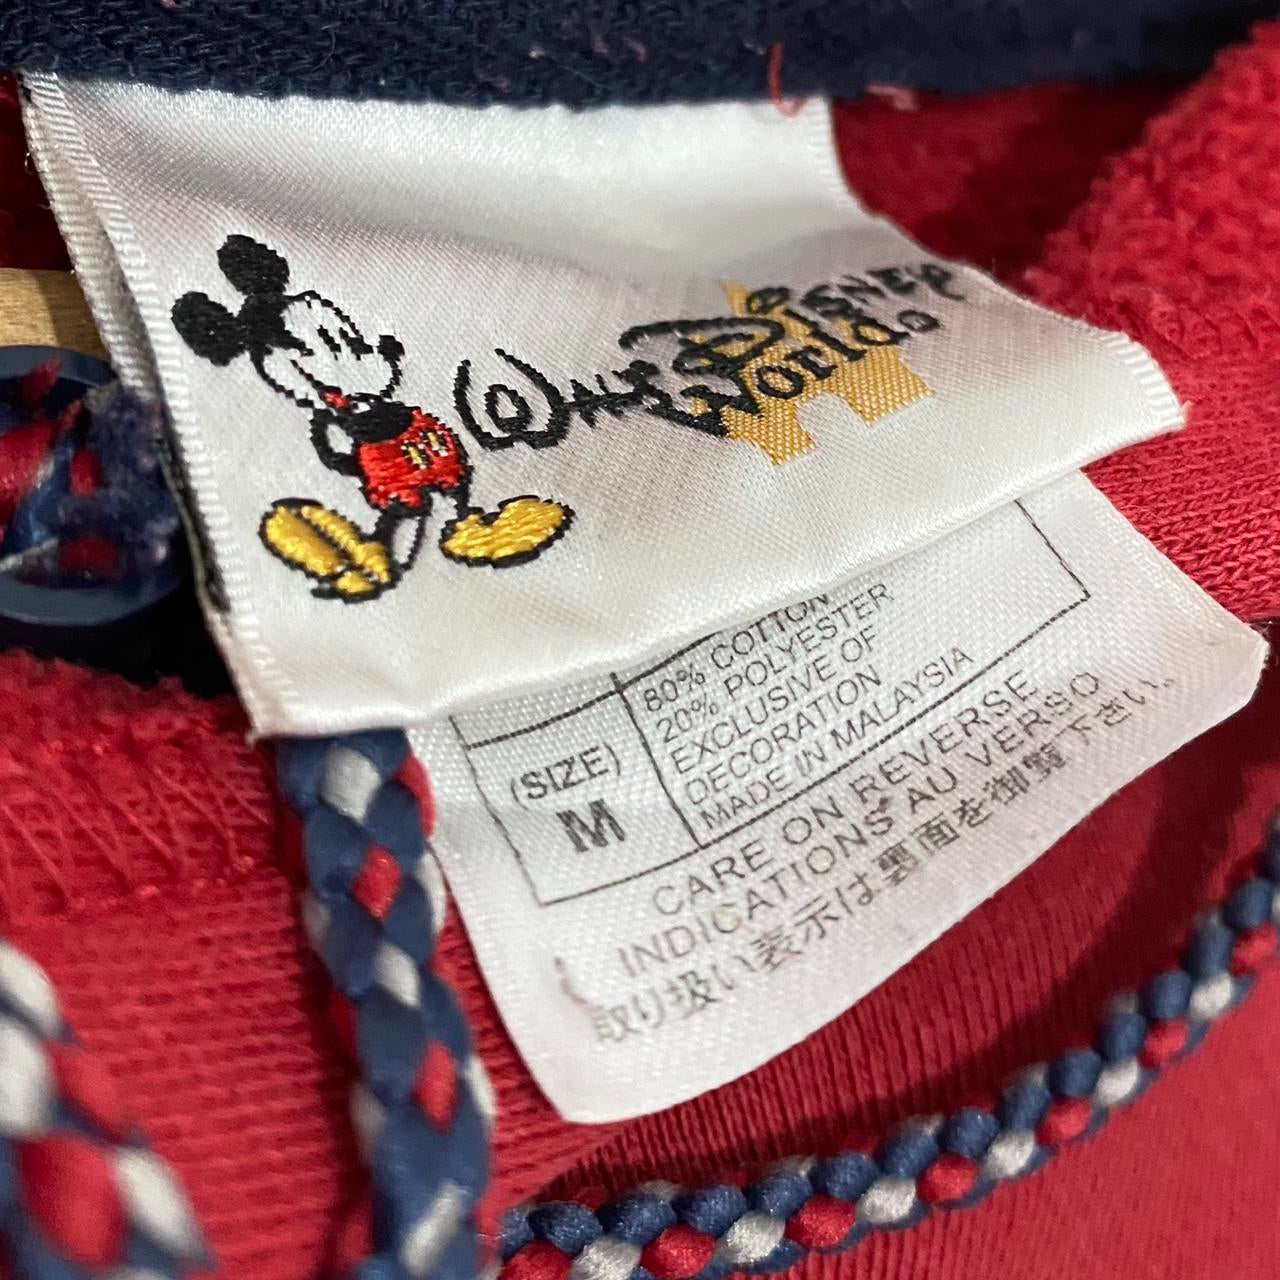 WALT DISNEY
World®
80% COTTON
20% POLYESTER
EXCLUSIVE OF
DECORATION
MADE IN MALAYSIA
(SIZE)
M
CARE ON REVERSE
INDICATIONS AU VERSO
取り扱い表示は裏面を御覧下さい。